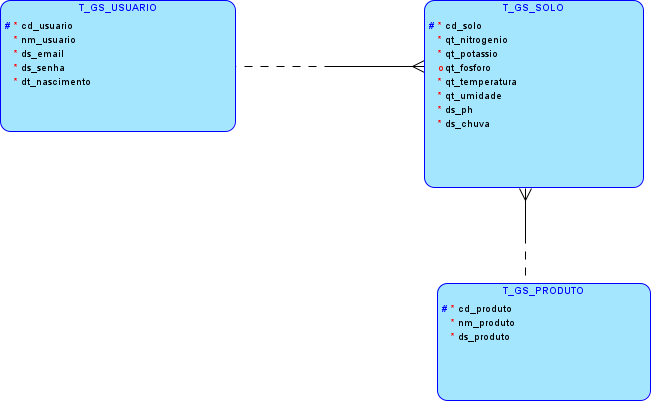 T_GS_USUARIO
# * cd_usuario
* nm_usuario
* ds_email
* ds_senha
* dt_nascimento
T_GS_SOLO
# * cd_solo
* qt_nitrogenio
* qt_potassio
o qt_fosforo
* qt_temperatura
* qt_umidade
* ds_ph
* ds_chuva
T_GS_PRODUTO
# * cd_produto
* nm_produto
* ds_produto